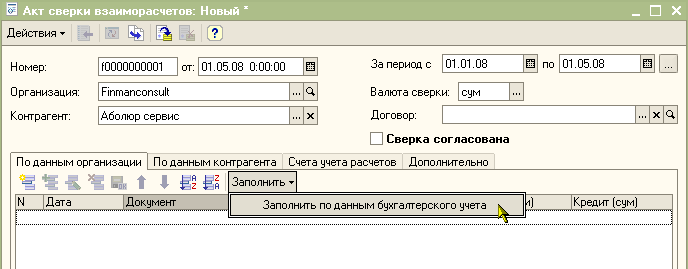 Акт сверки взаиморасчетов: Новый *
Действия
Номер: f0000000001 от: 01.05.08 0:00:00 За период с 01.01.08 по 01.05.08 ...
Организация: Finmanconsult ... Валюта сверки: сум ...
Контрагент: Аболюр сервис ... Договор: ...
Сверка согласована
По данным организации По данным контрагента Счета учета расчетов Дополнительно
Заполнить
Заполнить по данным бухгалтерского учета
N Дата Документ м) Кредит (сум)